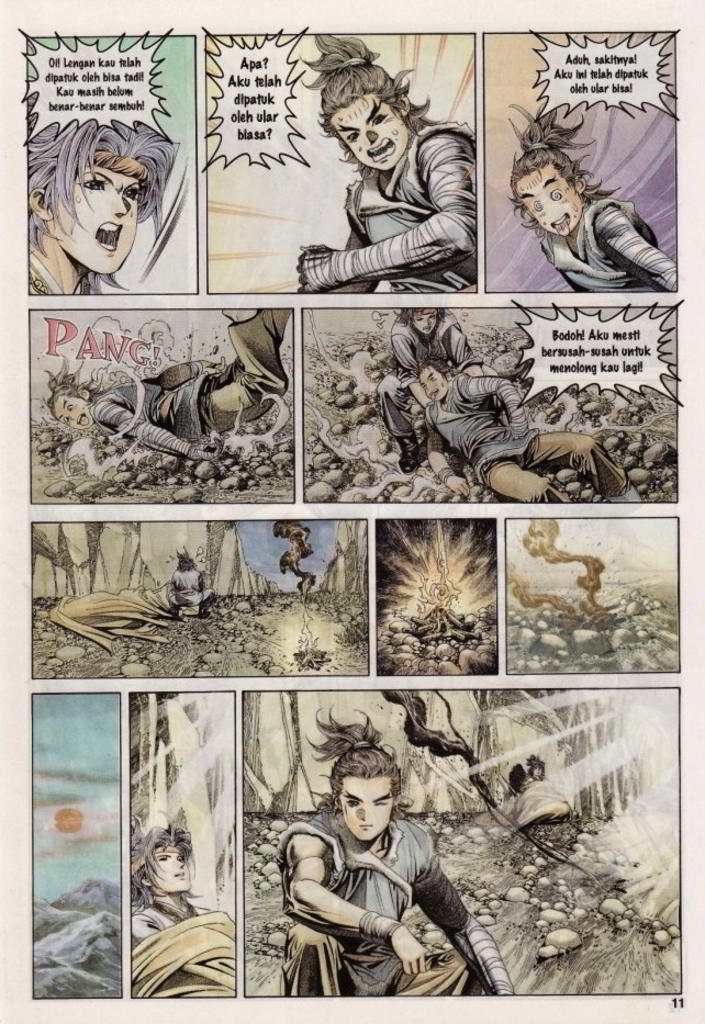 Oi! Lengan kau telah
dipatuk oleh bisa tadi!
Kau masih belum
benar-benar sembuh!
Apa?
Aku telah
dipatuk
oleh ular
biasa?
Aduh, sakitnya!
Aku ini telah dipatuk
oleh ular bisa!
PANG!
Bodoh! Aku mesti
bersusah-susah untuk
menolong kau lagi!
11